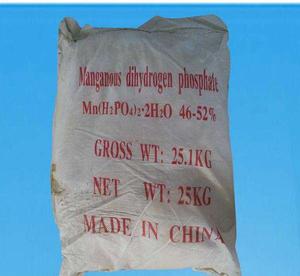 Manganous dihydrogen phosphate
Mn(H2PO4)2·2H2O 46-52%
GROSS WT: 25.1KG
NET WT: 25KG
MADE IN CHINA